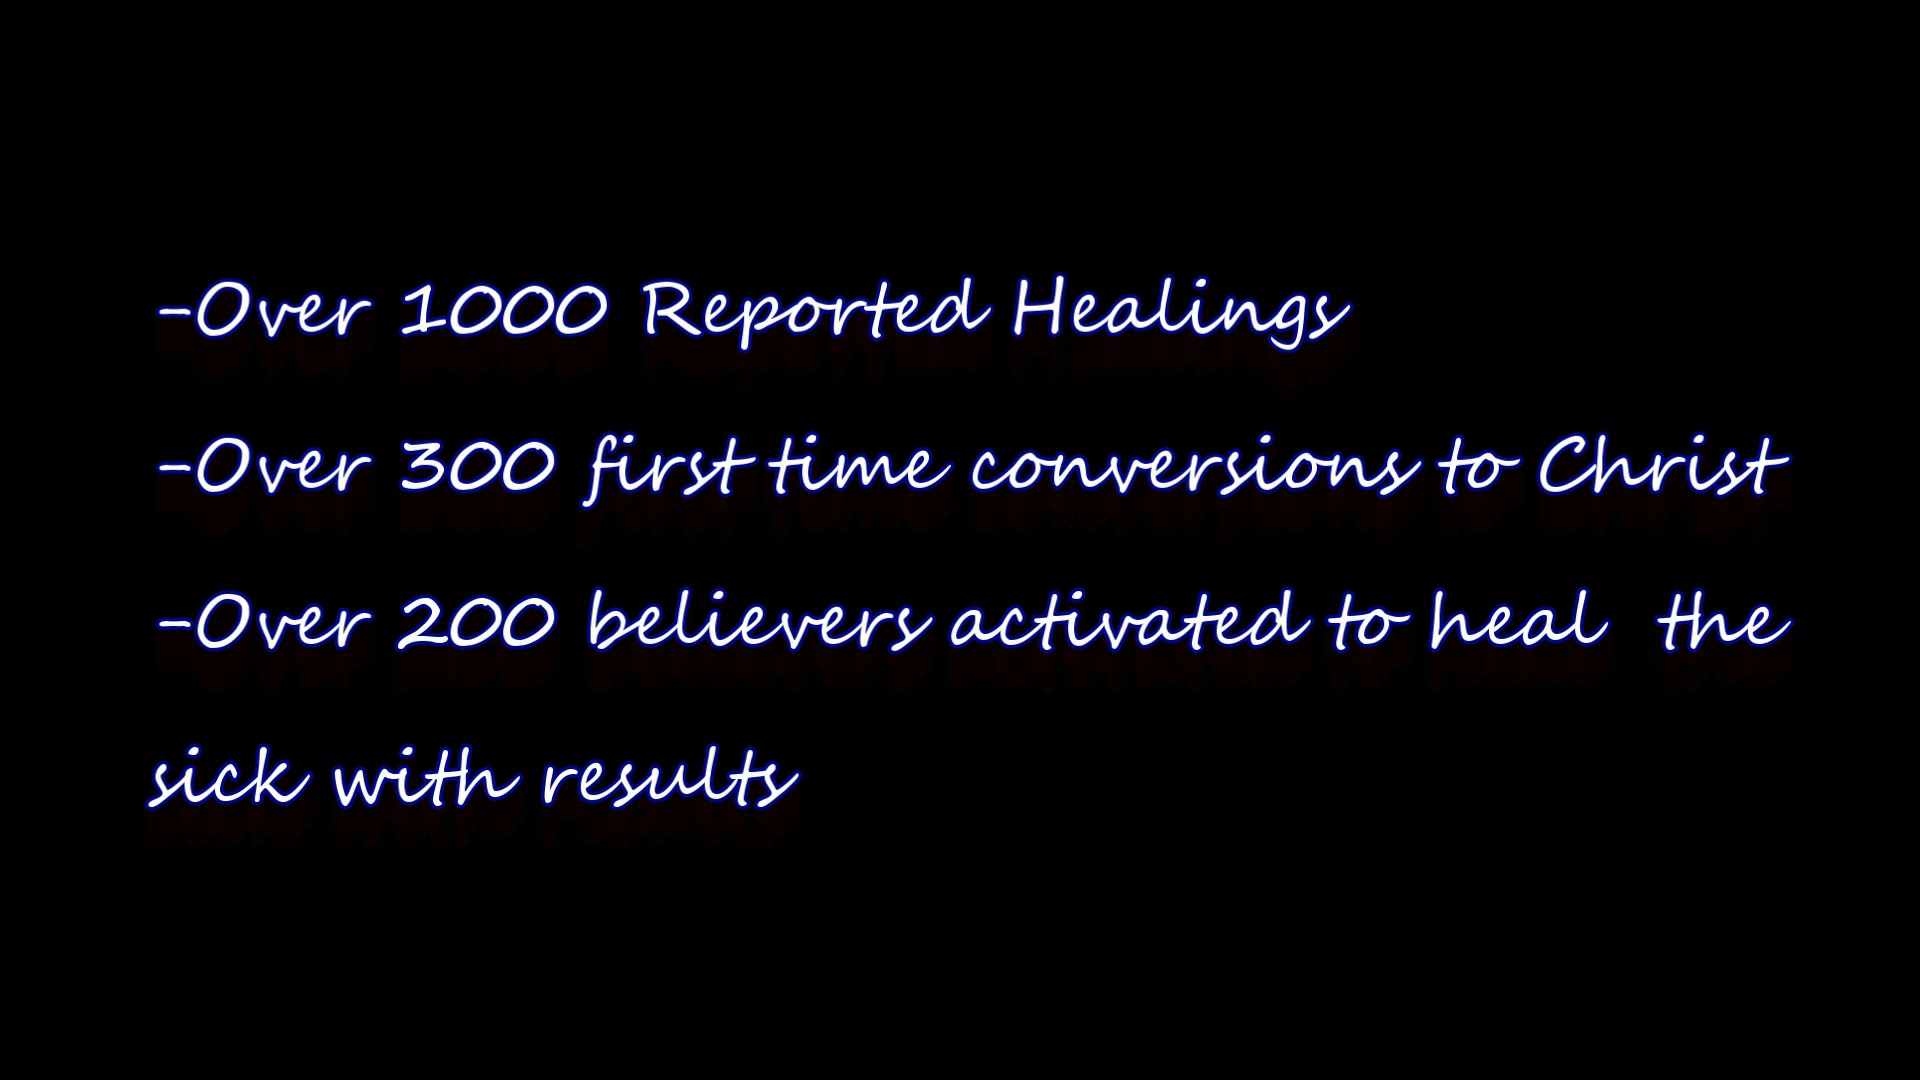 -Over 1000 Reported Healings
-Over 300 first time conversions to Christ
-Over 200 believers activated to heal  the
sick with results